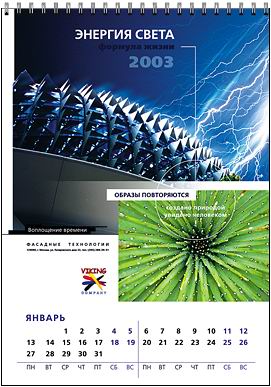 ЭНЕРГИЯ СВЕТА
формула жизни
2003
ОБРАЗЫ ПОВТОРЯЮТСЯ
создано природой
увидано человеком
Воплощение времени
ФАСАДНЫЕ ТЕХНОЛОГИИ
VIKING
COMPANY
ЯНВАРЬ
1 2 3 4 5 6 7 8 9 10 11 12
13 14 15 16 17 18 19 20 21 22 23 24 25 26
27 28 29 30 31
ПН ВТ СР ЧТ ПТ СБ ВС ПН ВТ СР ЧТ ПТ СБ ВС